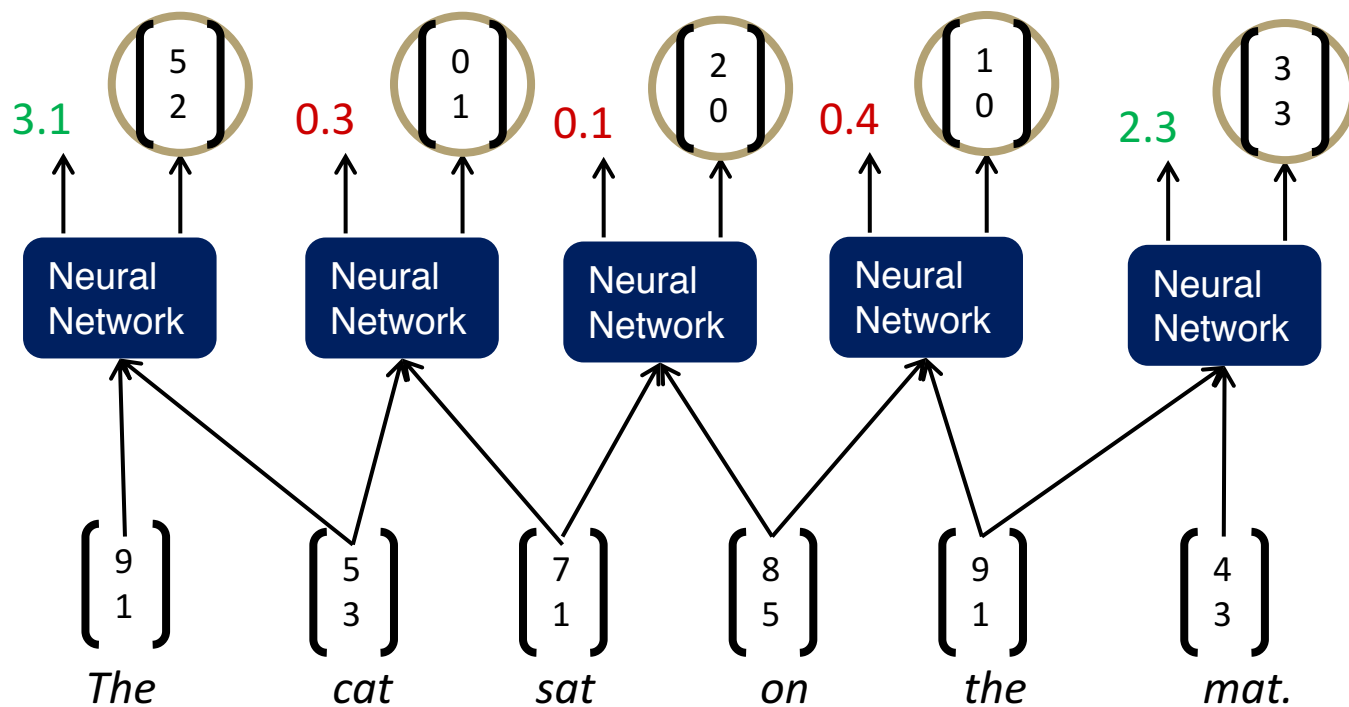 5 0 2 1 3
2 1 0 0 3
3.1 0.3 0.1 0.4 2.3
Neural Neural Neural Neural Neural
Network Network Network Network Network
9 5 7 8 9 4
1 3 1 5 1 3
The cat sat on the mat.